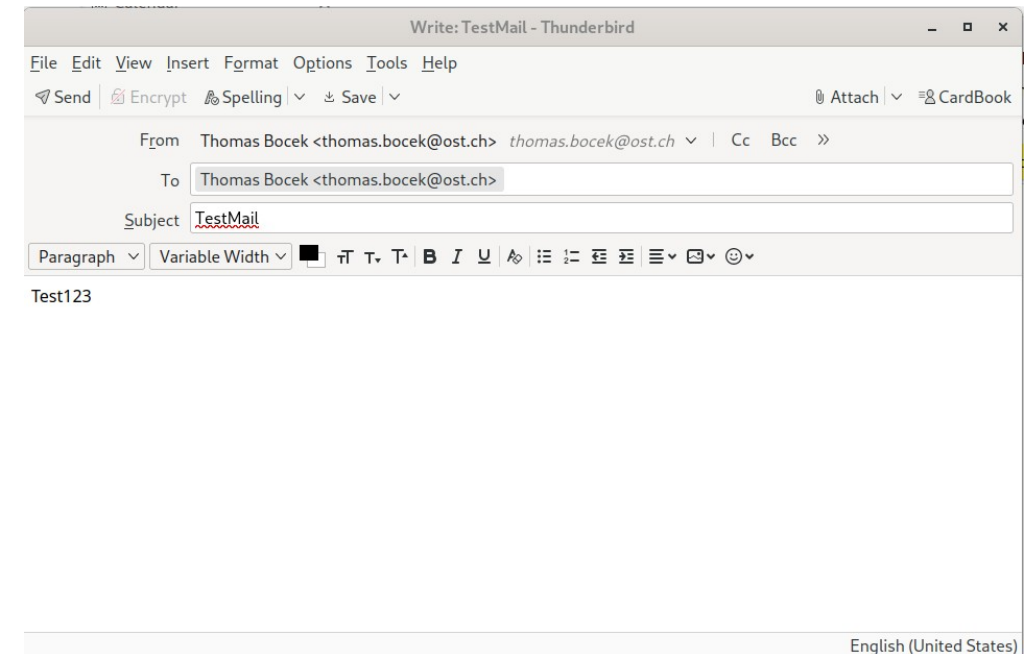 Write: TestMail - Thunderbird
File Edit View Insert Format Options Tools Help
Send Encrypt Spelling Save Attach CardBook
From Thomas Bocek <thomas.bocek@ost.ch> thomas.bocek@ost.ch Cc Bcc »
To Thomas Bocek <thomas.bocek@ost.ch>
Subject TestMail
Paragraph Variable Width B I U
Test123
English (United States)